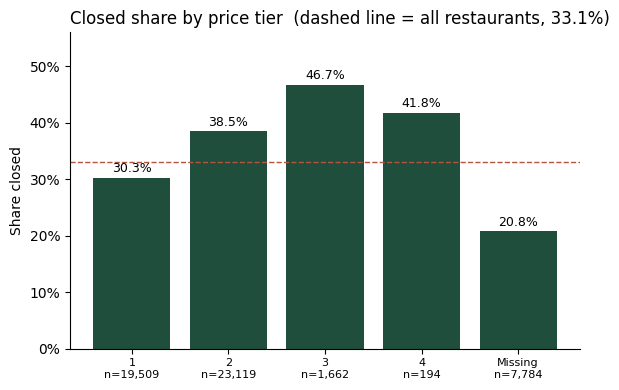 Closed share by price tier  (dashed line = all restaurants, 33.1%)
Share closed
50%
40%
30%
20%
10%
0%
30.3%
38.5%
46.7%
41.8%
20.8%
1
n=19,509
2
n=23,119
3
n=1,662
4
n=194
Missing
n=7,784